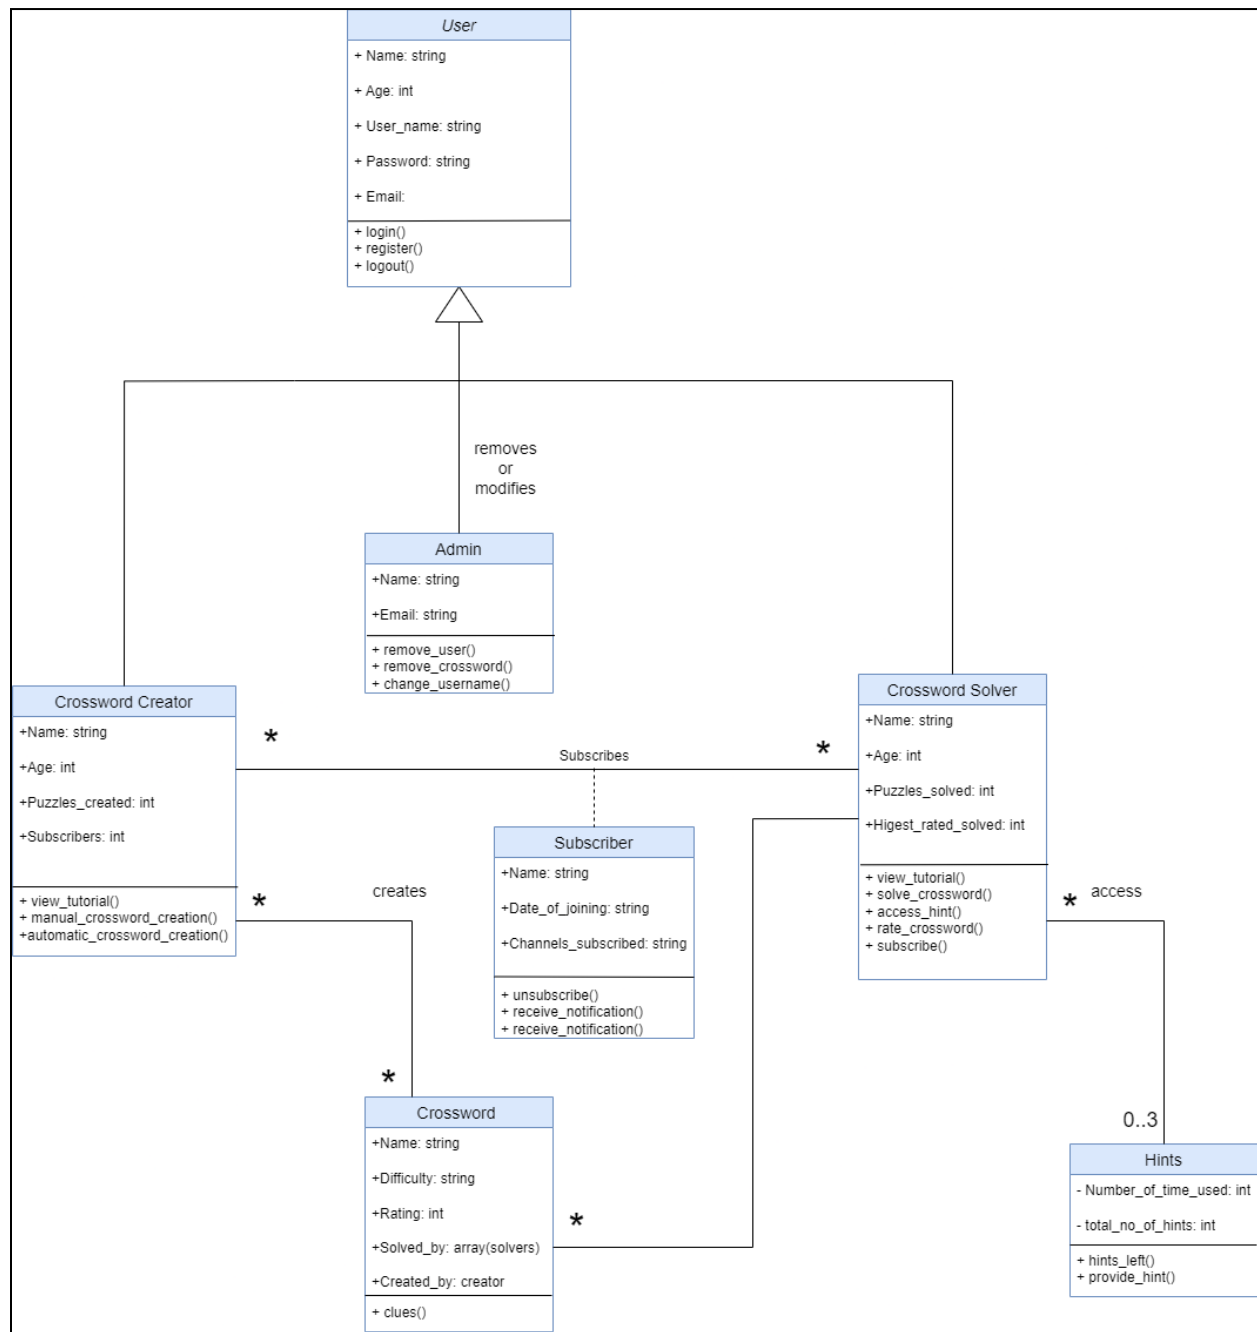 User
+ Name: string
+ Age: int
+ User_name: string
+ Password: string
+ Email:
+ login()
+ register()
+ logout()
removes
or
modifies
Admin
+Name: string
+Email: string
+ remove_user()
+ remove_crossword()
+ change_username()
Crossword Creator
+Name: string
+Age: int
+Puzzles_created: int
+Subscribers: int
+ view_tutorial()
+ manual_crossword_creation()
+automatic_crossword_creation()
*
Subscribes
*
Crossword Solver
+Name: string
+Age: int
+Puzzles_solved: int
+Higest_rated_solved: int
+ view_tutorial()
+ solve_crossword()
+ access_hint()
+ rate_crossword()
+ subscribe()
Subscriber
+Name: string
+Date_of_joining: string
+Channels_subscribed: string
+ unsubscribe()
+ receive_notification()
+ receive_notification()
*
creates
*
* access
0..3
Crossword
+Name: string
+Difficulty: string
+Rating: int
+Solved_by: array(solvers)
+Created_by: creator
+ clues()
*
Hints
- Number_of_time_used: int
- total_no_of_hints: int
+ hints_left()
+ provide_hint()